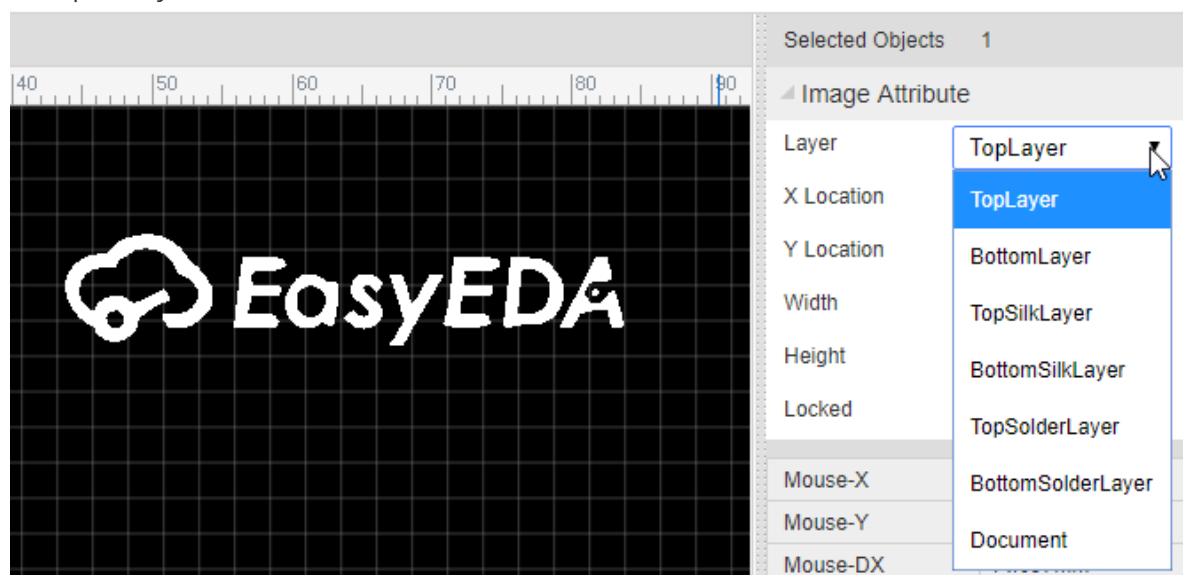 Selected Objects 1
40 50 60 70 80 90
Image Attribute
Layer TopLayer
X Location TopLayer
Y Location BottomLayer
EasyEDA
Width TopSilkLayer
Height BottomSilkLayer
Locked TopSolderLayer
Mouse-X BottomSolderLayer
Mouse-Y Document
Mouse-DX